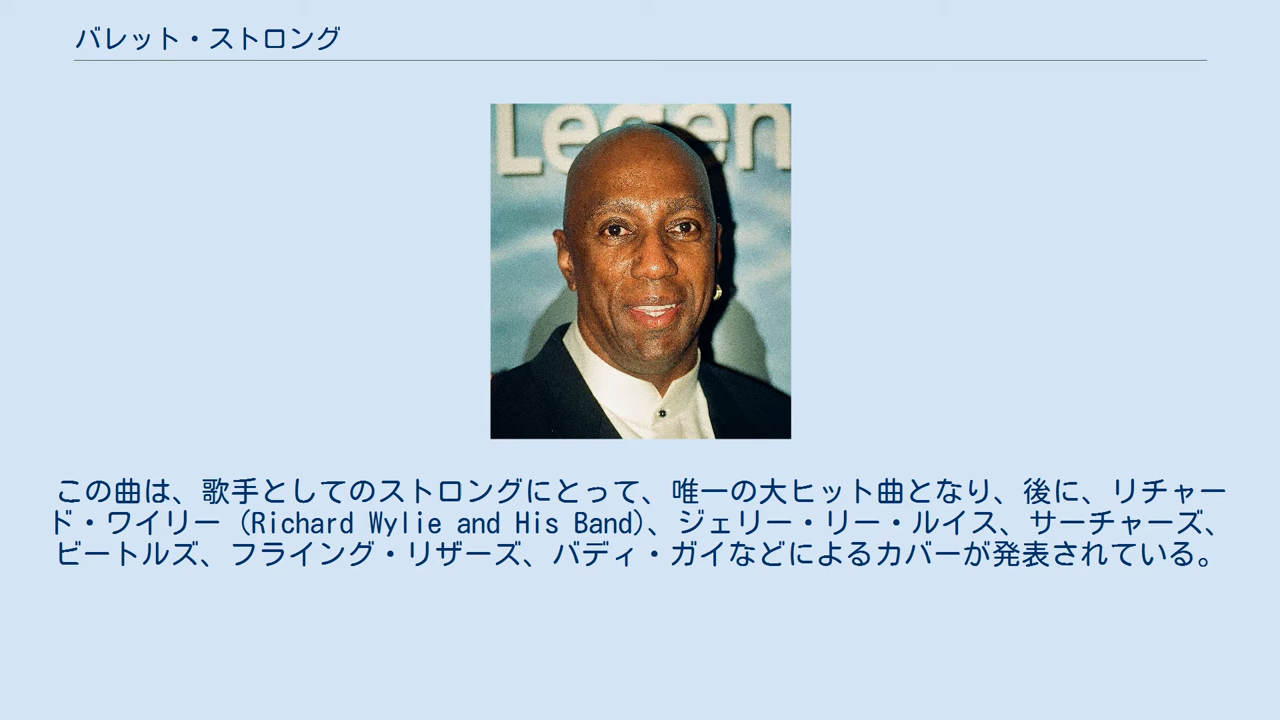 バレット・ストロング
Legen
この曲は、歌手としてのストロングにとって、唯一の大ヒット曲となり、後に、リチャー
ド・ワイリー (Richard Wylie and His Band)、ジェリー・リー・ルイス、サーチャーズ、
ビートルズ、フライング・リザーズ、バディ・ガイなどによるカバーが発表されている。